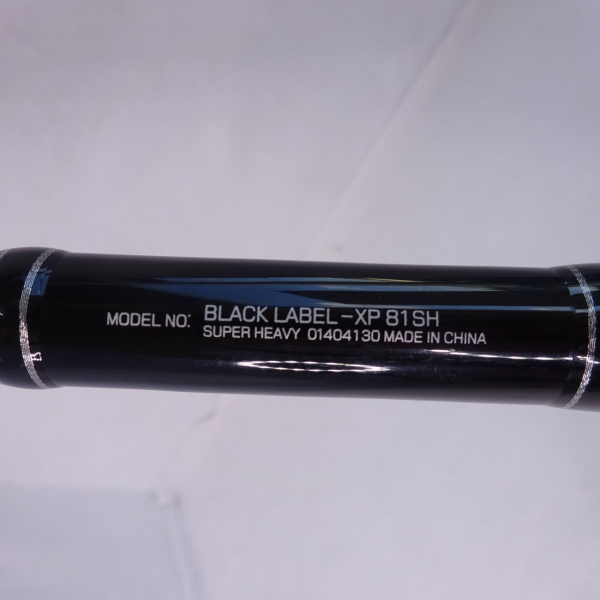 MODEL NO: BLACK LABEL-XP 81SH
SUPER HEAVY 01404130 MADE IN CHINA